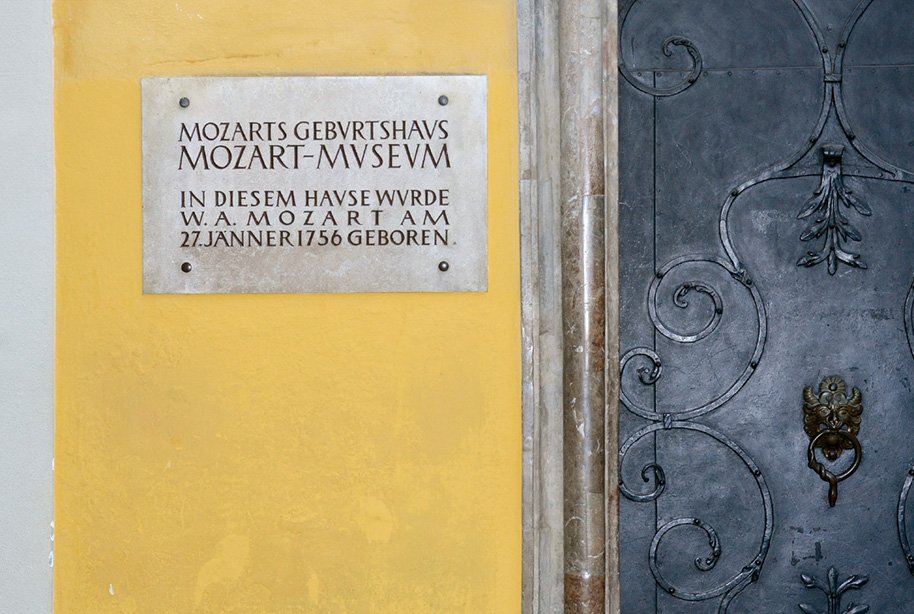 MOZARTS GEBVRTSHAVS
MOZART-MVSEVM
IN DIESEM HAVSE WVRDE
W. A. MOZART AM
27. JÄNNER 1756 GEBOREN.